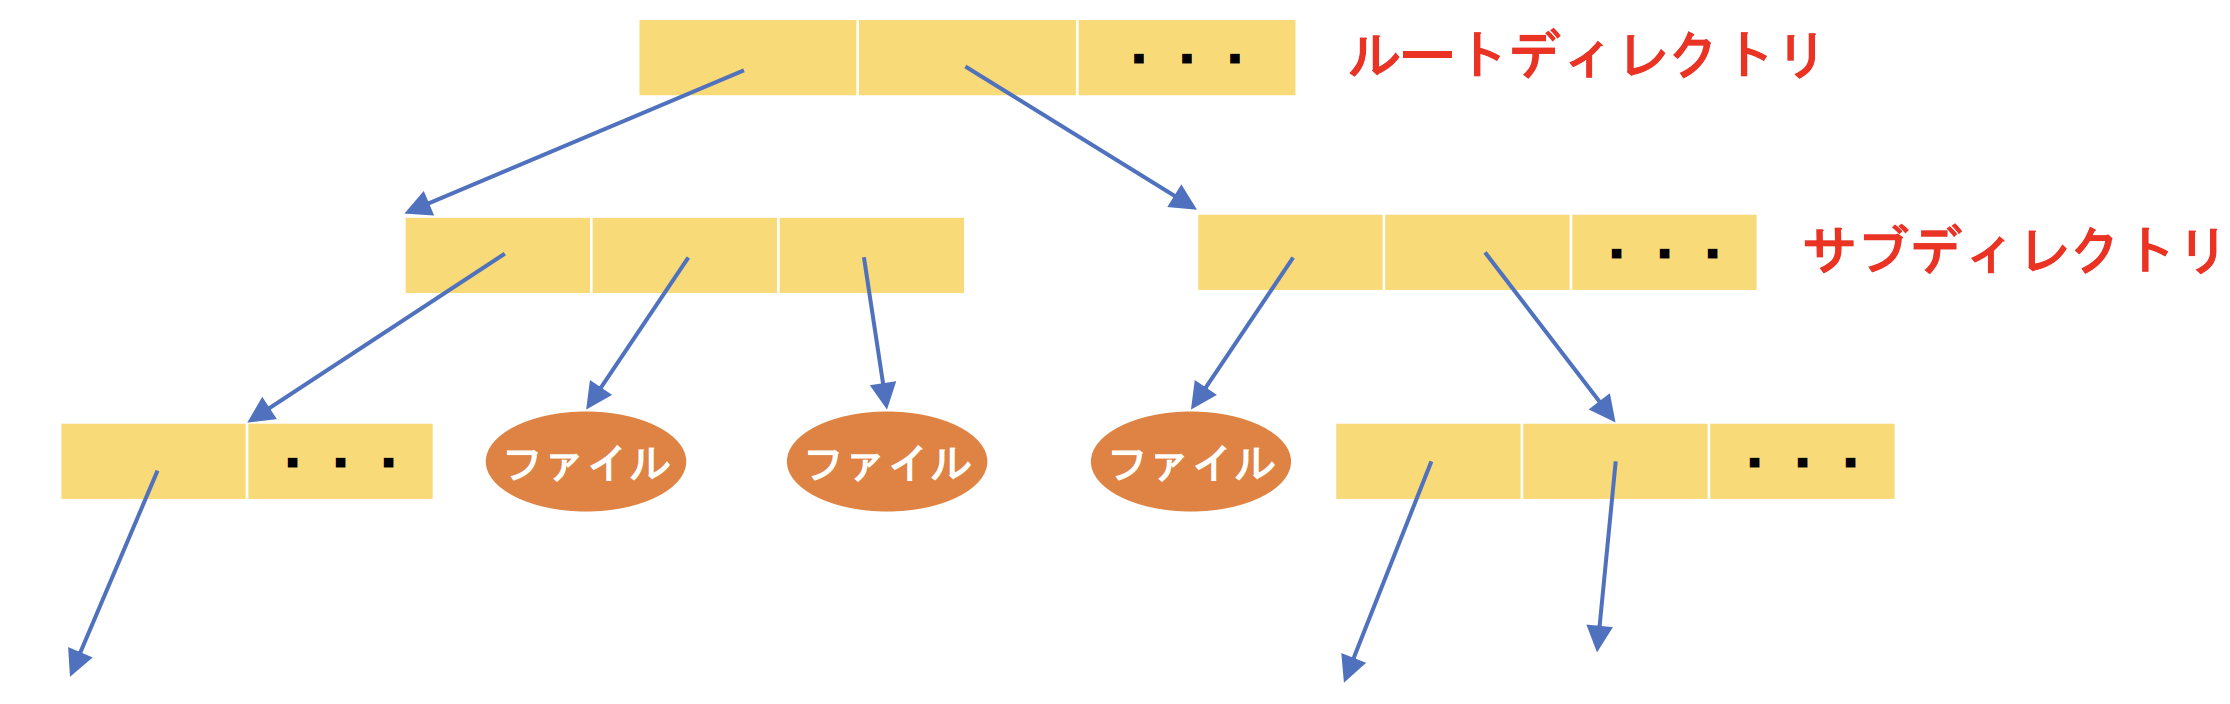 ・・・ ルートディレクトリ
・・・ サブディレクトリ
・・・ ファイル ファイル ファイル ・・・